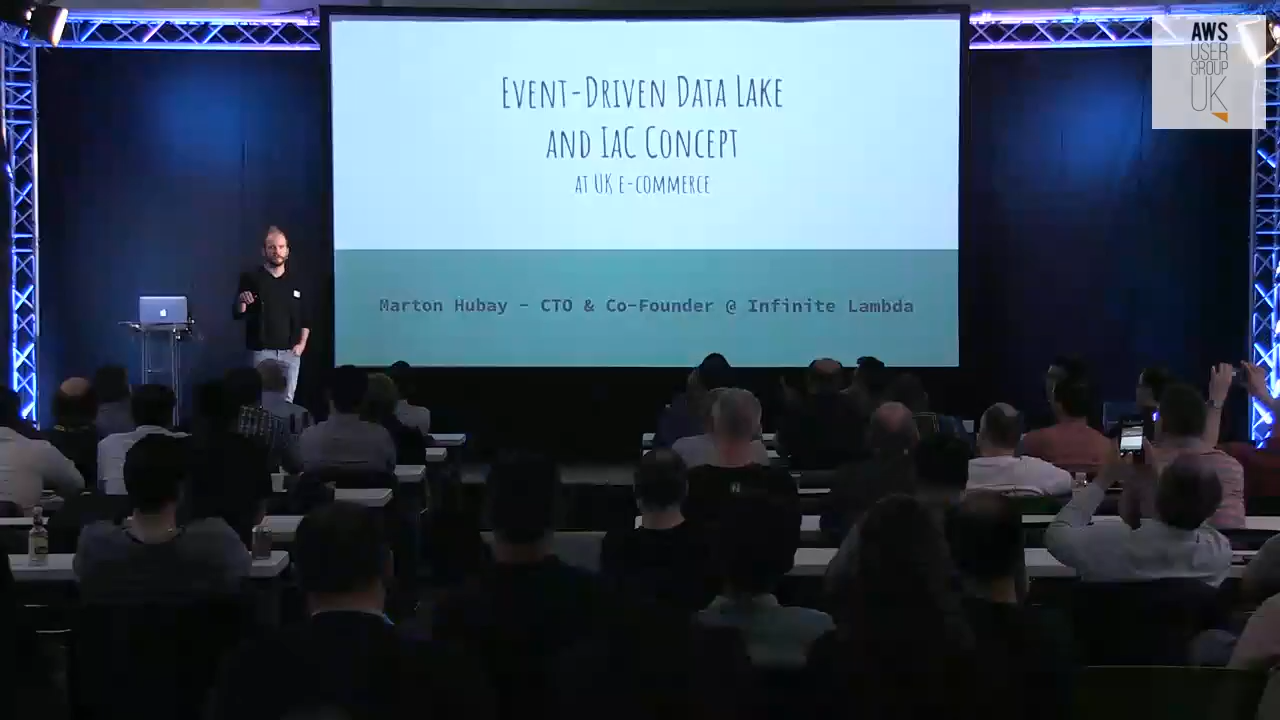 EVENT-DRIVEN DATA LAKE
AND IAC CONCEPT
AT UK E-COMMERCE
Marton Hubay - CTO & Co-Founder @ Infinite Lambda
AWS
USER
GROUP
UK